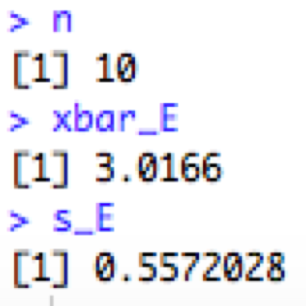 > n
[1] 10
> xbar_E
[1] 3.0166
> s_E
[1] 0.5572028